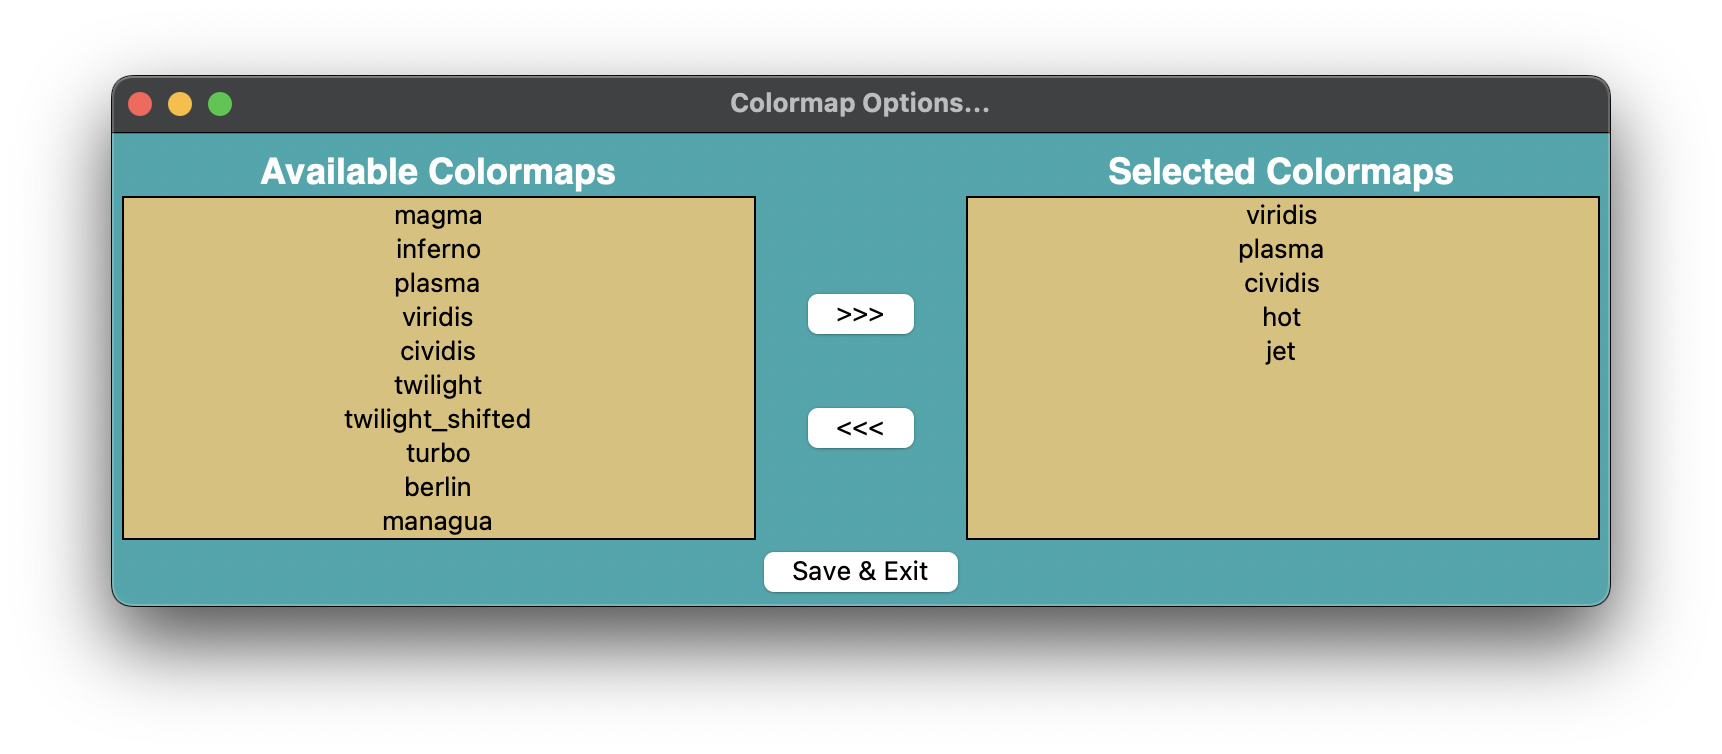 Colormap Options...
Available Colormaps
magma
inferno
plasma
viridis
cividis
twilight
twilight_shifted
turbo
berlin
managua
>>>
<<<
Selected Colormaps
viridis
plasma
cividis
hot
jet
Save & Exit